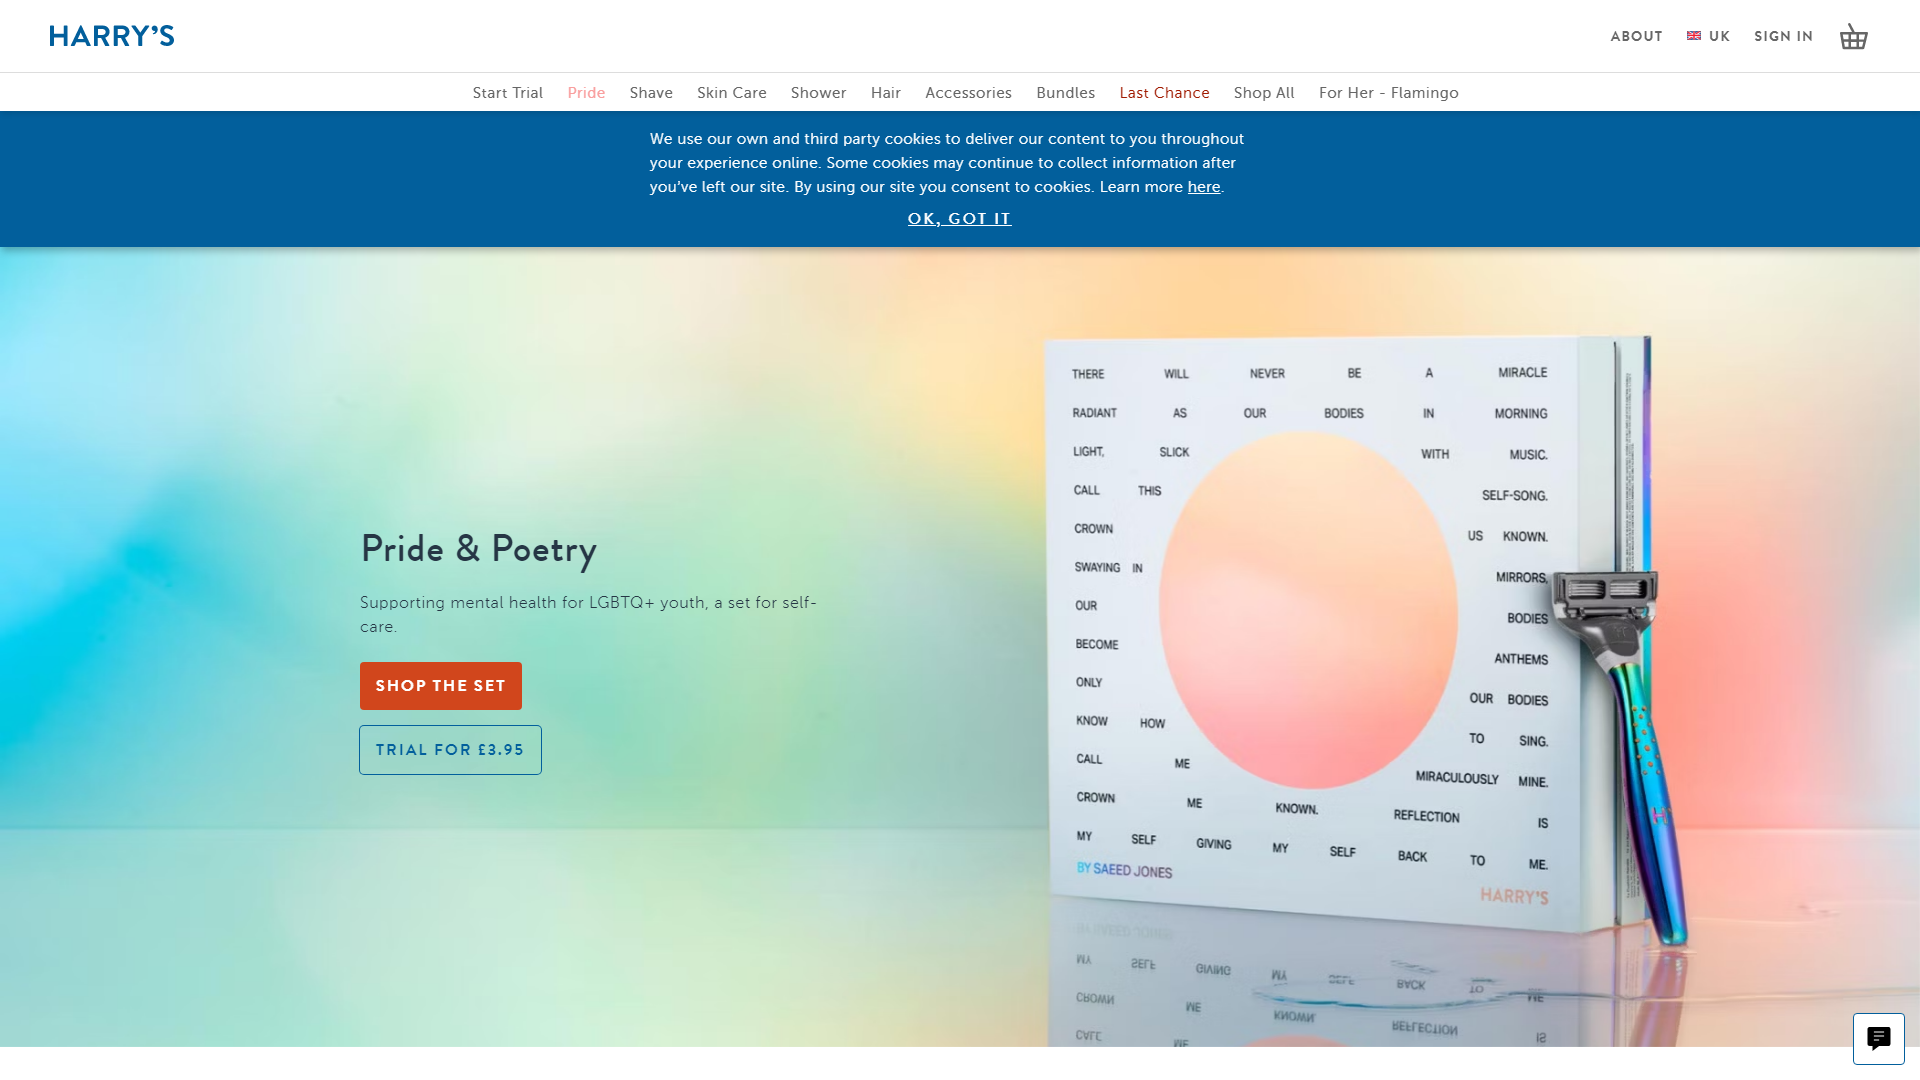 HARRY'S
ABOUT UK SIGN IN
Start Trial Pride Shave Skin Care Shower Hair Accessories Bundles Last Chance Shop All For Her - Flamingo
We use our own and third party cookies to deliver our content to you throughout
your experience online. Some cookies may continue to collect information after
you've left our site. By using our site you consent to cookies. Learn more here.
OK, GOT IT
Pride & Poetry
Supporting mental health for LGBTQ+ youth, a set for self-
care.
SHOP THE SET
TRIAL FOR £3.95
THERE WILL NEVER BE A MIRACLE
RADIANT AS OUR BODIES IN MORNING
LIGHT, SLICK WITH MUSIC.
CALL THIS SELF-SONG.
CROWN US KNOWN.
SWAYING IN MIRRORS,
OUR BODIES
BECOME ANTHEMS
ONLY OUR BODIES
KNOW HOW TO SING.
CALL ME MIRACULOUSLY MINE.
CROWN ME KNOWN. REFLECTION IS
MY SELF GIVING MY SELF BACK TO ME.
BY SAEED JONES
HARRY'S